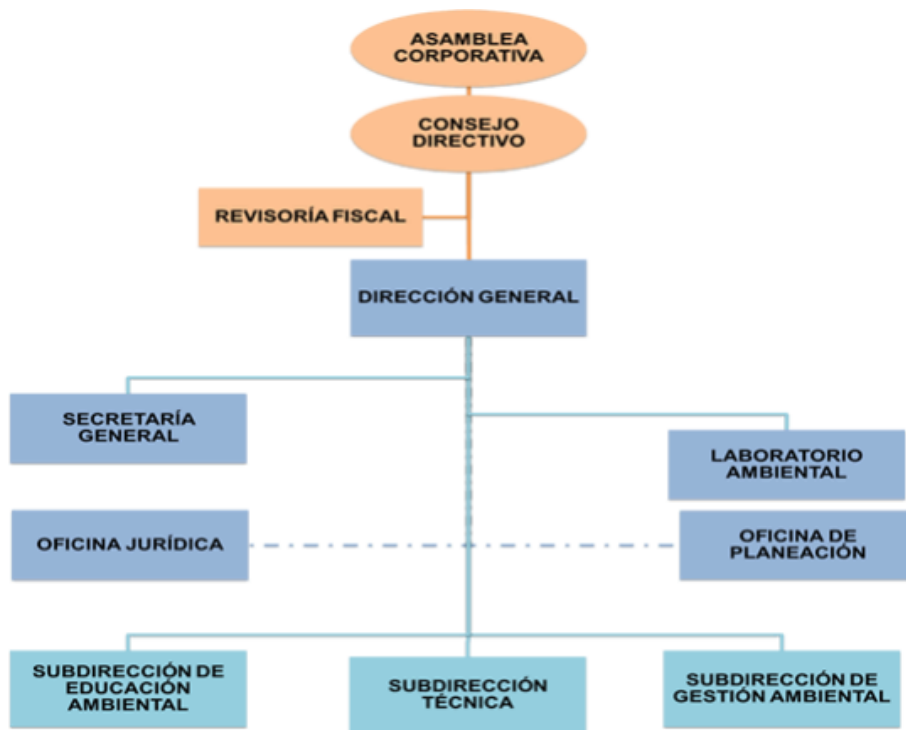 ASAMBLEA
CORPORATIVA
CONSEJO
DIRECTIVO
REVISORÍA FISCAL
DIRECCIÓN GENERAL
SECRETARÍA
GENERAL
LABORATORIO
AMBIENTAL
OFICINA JURÍDICA
OFICINA DE
PLANEACIÓN
SUBDIRECCIÓN DE
EDUCACIÓN
AMBIENTAL
SUBDIRECCIÓN
TÉCNICA
SUBDIRECCIÓN DE
GESTIÓN AMBIENTAL